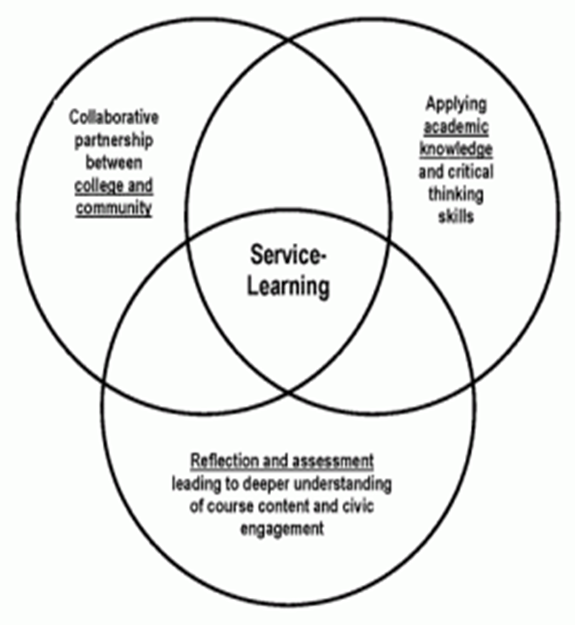 Collaborative
partnership
between
college and
community
Applying
academic
knowledge
and critical
thinking
skills
Service-
Learning
Reflection and assessment
leading to deeper understanding
of course content and civic
engagement